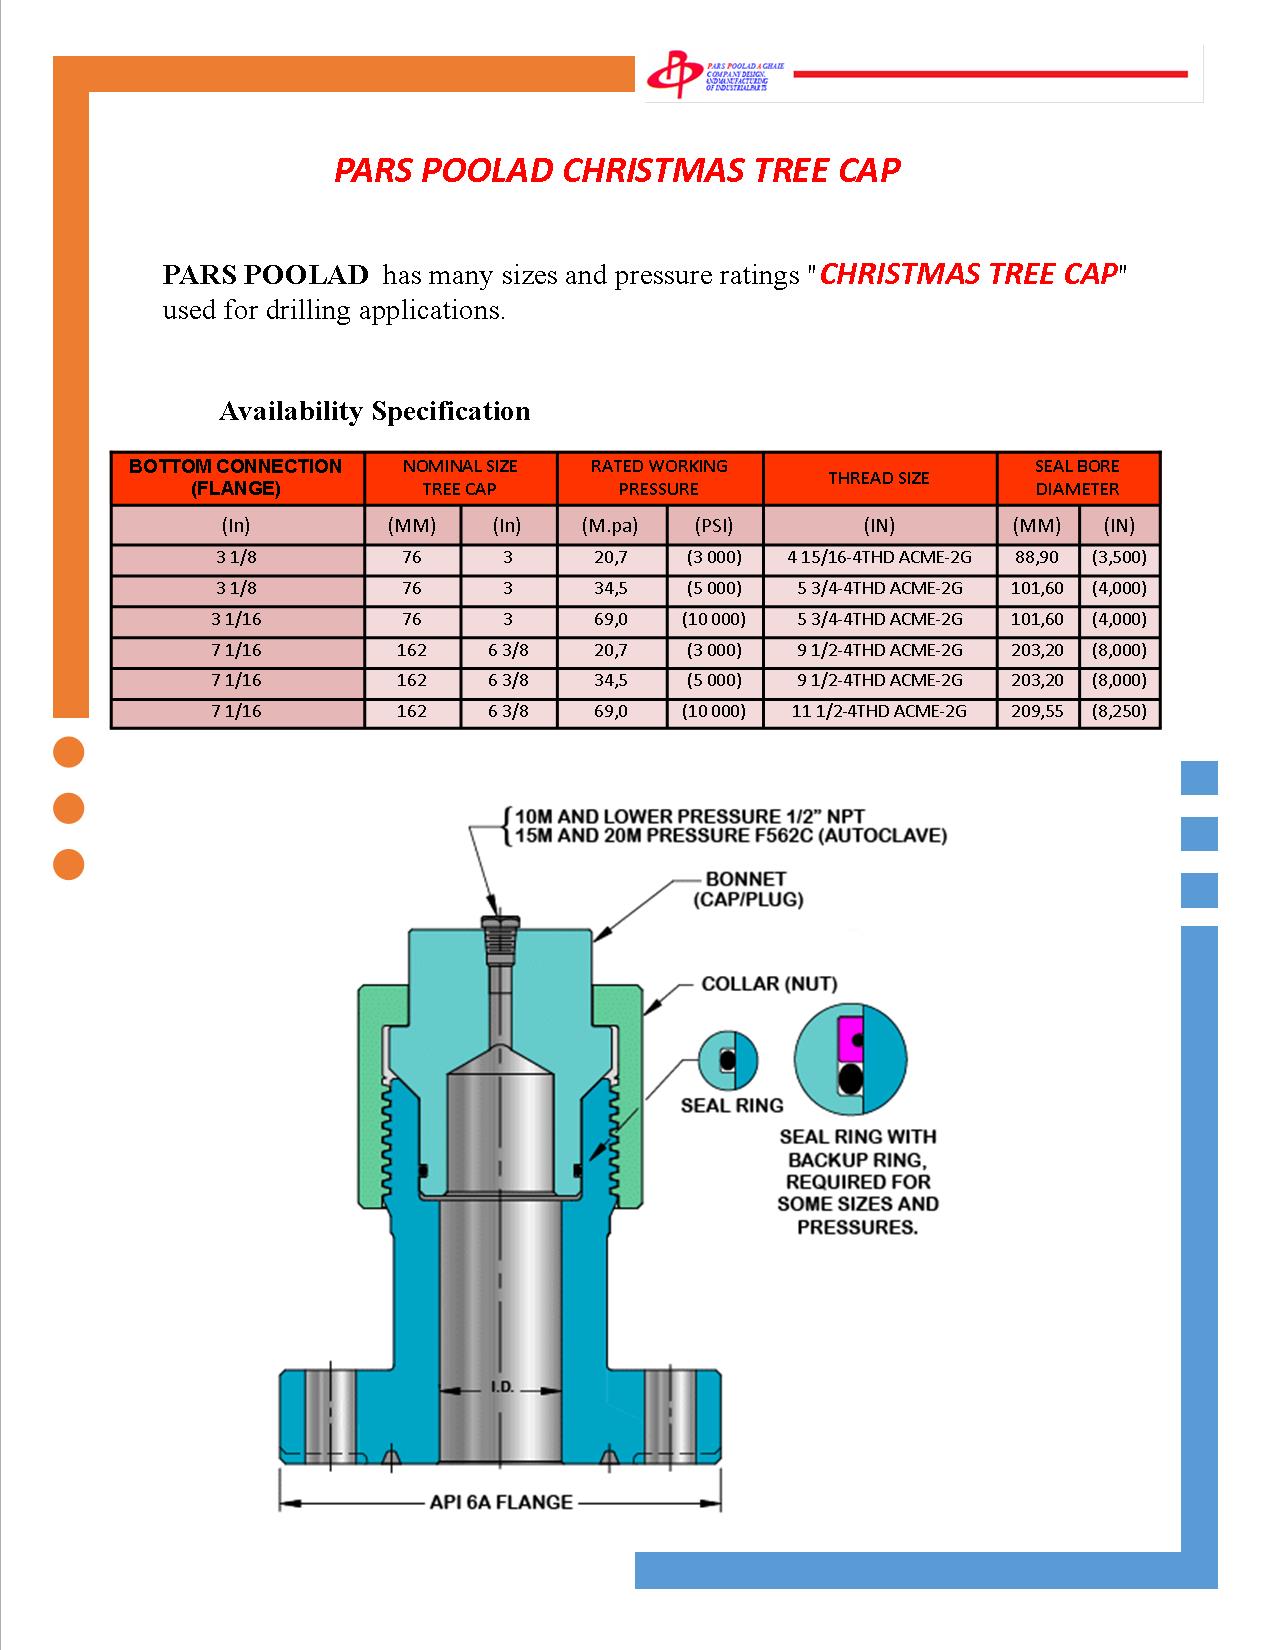 PARS POOLAD AGHAIE
COMPANY DESIGN,
AND MANUFACTURING
OF INDUSTRIAL PARTS
PARS POOLAD CHRISTMAS TREE CAP
PARS POOLAD has many sizes and pressure ratings "CHRISTMAS TREE CAP"
used for drilling applications.
Availability Specification
BOTTOM CONNECTION (FLANGE) NOMINAL SIZE TREE CAP RATED WORKING PRESSURE THREAD SIZE SEAL BORE DIAMETER
(In) (MM) (In) (M.pa) (PSI) (IN) (MM) (IN)
3 1/8 76 3 20,7 (3 000) 4 15/16-4THD ACME-2G 88,90 (3,500)
3 1/8 76 3 34,5 (5 000) 5 3/4-4THD ACME-2G 101,60 (4,000)
3 1/16 76 3 69,0 (10 000) 5 3/4-4THD ACME-2G 101,60 (4,000)
7 1/16 162 6 3/8 20,7 (3 000) 9 1/2-4THD ACME-2G 203,20 (8,000)
7 1/16 162 6 3/8 34,5 (5 000) 9 1/2-4THD ACME-2G 203,20 (8,000)
7 1/16 162 6 3/8 69,0 (10 000) 11 1/2-4THD ACME-2G 209,55 (8,250)
10M AND LOWER PRESSURE 1/2” NPT
15M AND 20M PRESSURE F562C (AUTOCLAVE)
BONNET
(CAP/PLUG)
COLLAR (NUT)
SEAL RING
SEAL RING WITH
BACKUP RING,
REQUIRED FOR
SOME SIZES AND
PRESSURES.
I.D.
API 6A FLANGE